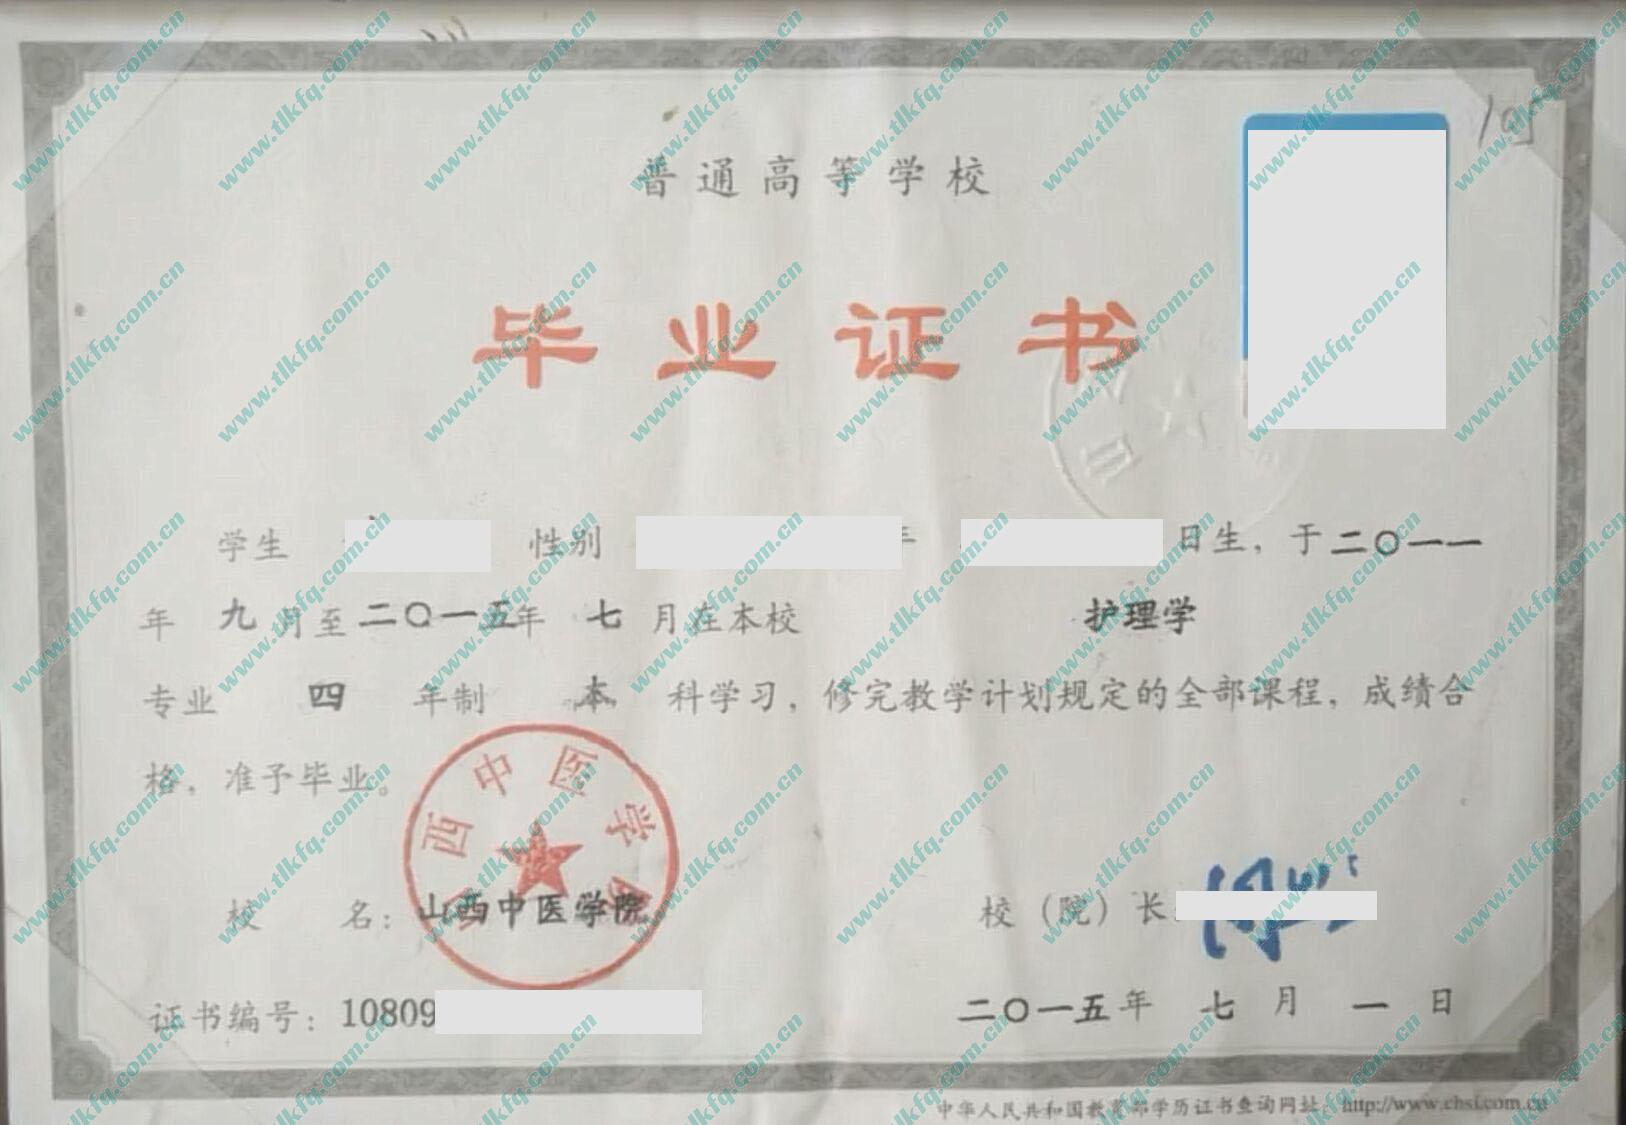 普通高等学校
毕业证书
学生 性别 年 日生，于二〇一一
年 九 月至 二〇一五年 七 月在本校 护理学
专业 四 年制 本 科学习，修完教学计划规定的全部课程，成绩合
格，准予毕业。
山西中医学院
校 名：山西中医学院 校（院）长：
证书编号：10809 二〇一五年 七 月 一 日
中华人民共和国教育部学历证书查询网址：http://www.chsi.com.cn
www.tlkfq.com.cn